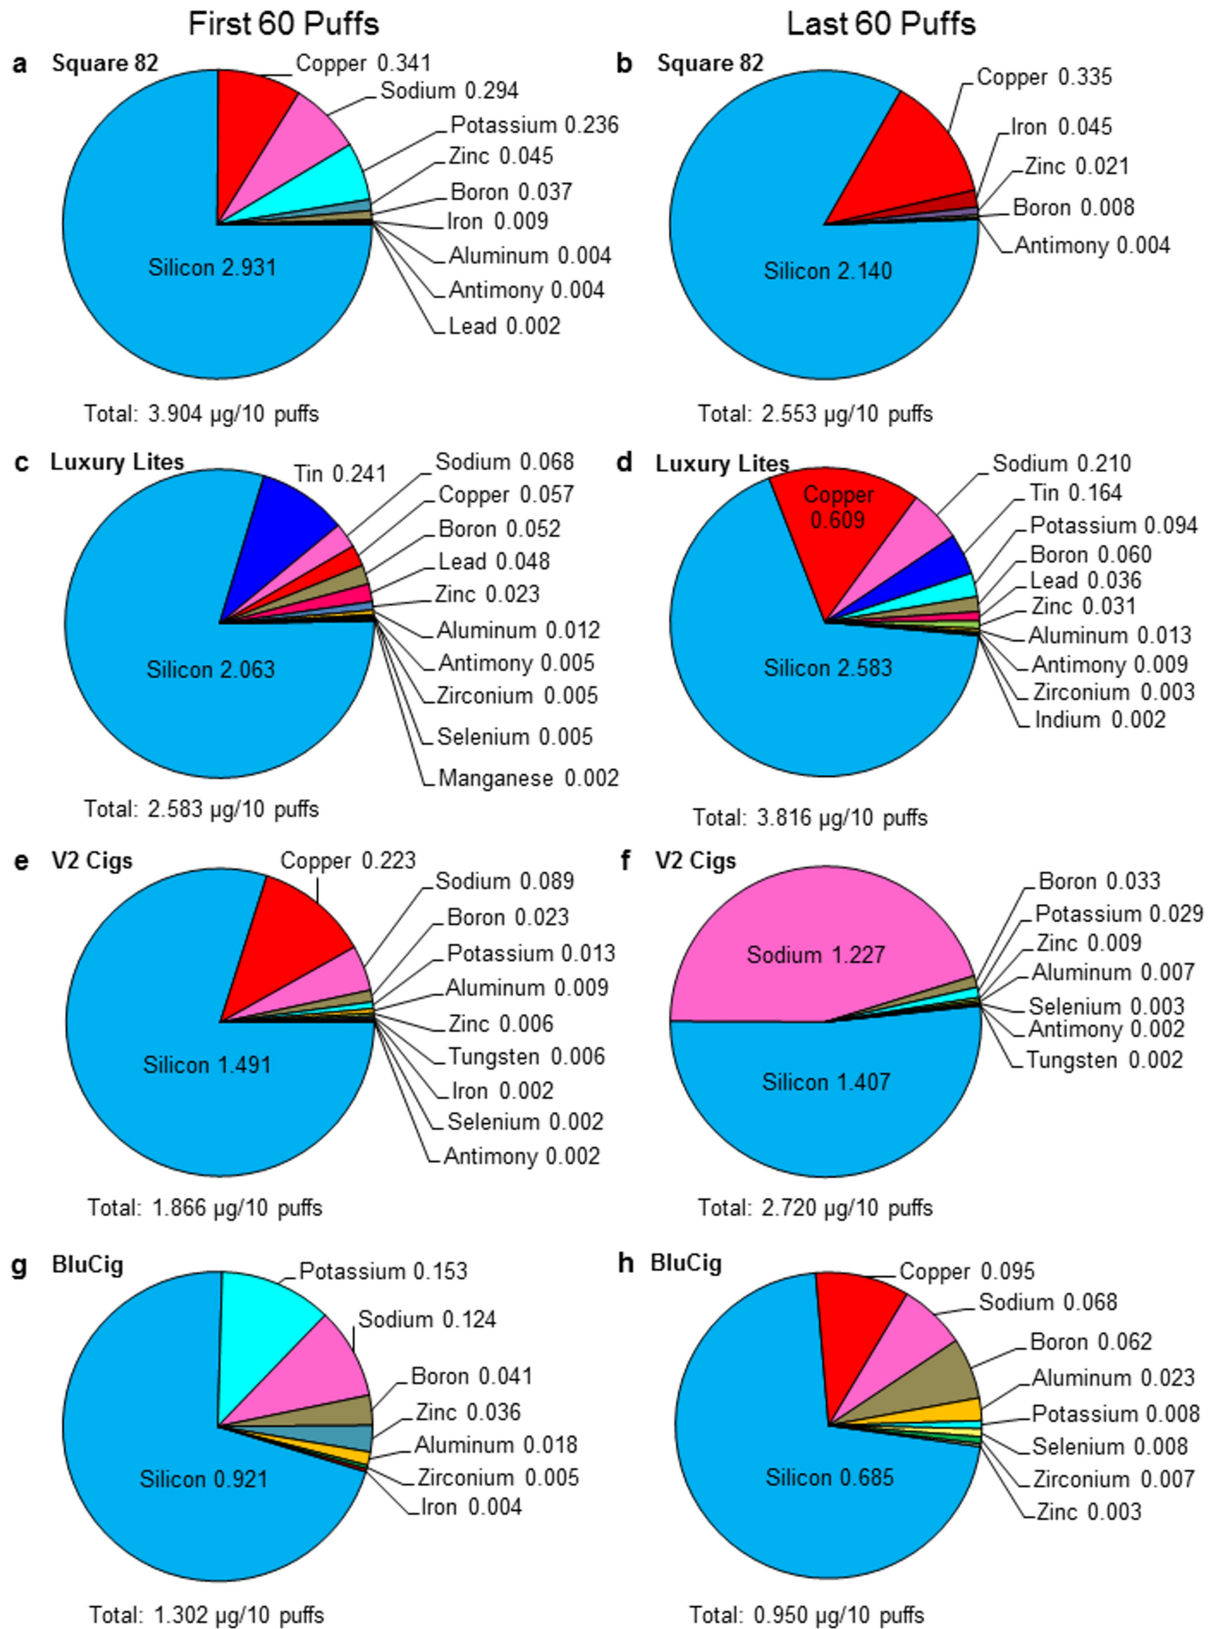 First 60 Puffs
Last 60 Puffs
a Square 82
Copper 0.341
Sodium 0.294
Potassium 0.236
Zinc 0.045
Boron 0.037
Iron 0.009
Aluminum 0.004
Antimony 0.004
Lead 0.002
Silicon 2.931
Total: 3.904 µg/10 puffs
b Square 82
Copper 0.335
Iron 0.045
Zinc 0.021
Boron 0.008
Antimony 0.004
Silicon 2.140
Total: 2.553 µg/10 puffs
c Luxury Lites
Tin 0.241
Sodium 0.068
Copper 0.057
Boron 0.052
Lead 0.048
Zinc 0.023
Aluminum 0.012
Antimony 0.005
Zirconium 0.005
Selenium 0.005
Manganese 0.002
Silicon 2.063
Total: 2.583 µg/10 puffs
d Luxury Lites
Copper
0.609
Sodium 0.210
Tin 0.164
Potassium 0.094
Boron 0.060
Lead 0.036
Zinc 0.031
Aluminum 0.013
Antimony 0.009
Zirconium 0.003
Indium 0.002
Silicon 2.583
Total: 3.816 µg/10 puffs
e V2 Cigs
Copper 0.223
Sodium 0.089
Boron 0.023
Potassium 0.013
Aluminum 0.009
Zinc 0.006
Tungsten 0.006
Iron 0.002
Selenium 0.002
Antimony 0.002
Silicon 1.491
Total: 1.866 µg/10 puffs
f V2 Cigs
Sodium 1.227
Boron 0.033
Potassium 0.029
Zinc 0.009
Aluminum 0.007
Selenium 0.003
Antimony 0.002
Tungsten 0.002
Silicon 1.407
Total: 2.720 µg/10 puffs
g BluCig
Potassium 0.153
Sodium 0.124
Boron 0.041
Zinc 0.036
Aluminum 0.018
Zirconium 0.005
Iron 0.004
Silicon 0.921
Total: 1.302 µg/10 puffs
h BluCig
Copper 0.095
Sodium 0.068
Boron 0.062
Aluminum 0.023
Potassium 0.008
Selenium 0.008
Zirconium 0.007
Zinc 0.003
Silicon 0.685
Total: 0.950 µg/10 puffs